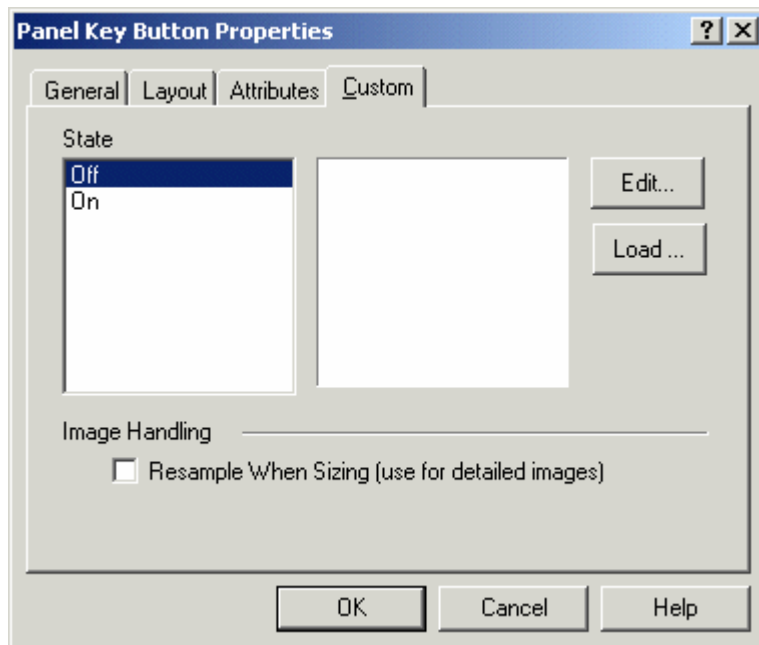 Panel Key Button Properties
General Layout Attributes Custom
State
Off
On
Edit...
Load ...
Image Handling
Resample When Sizing (use for detailed images)
OK Cancel Help